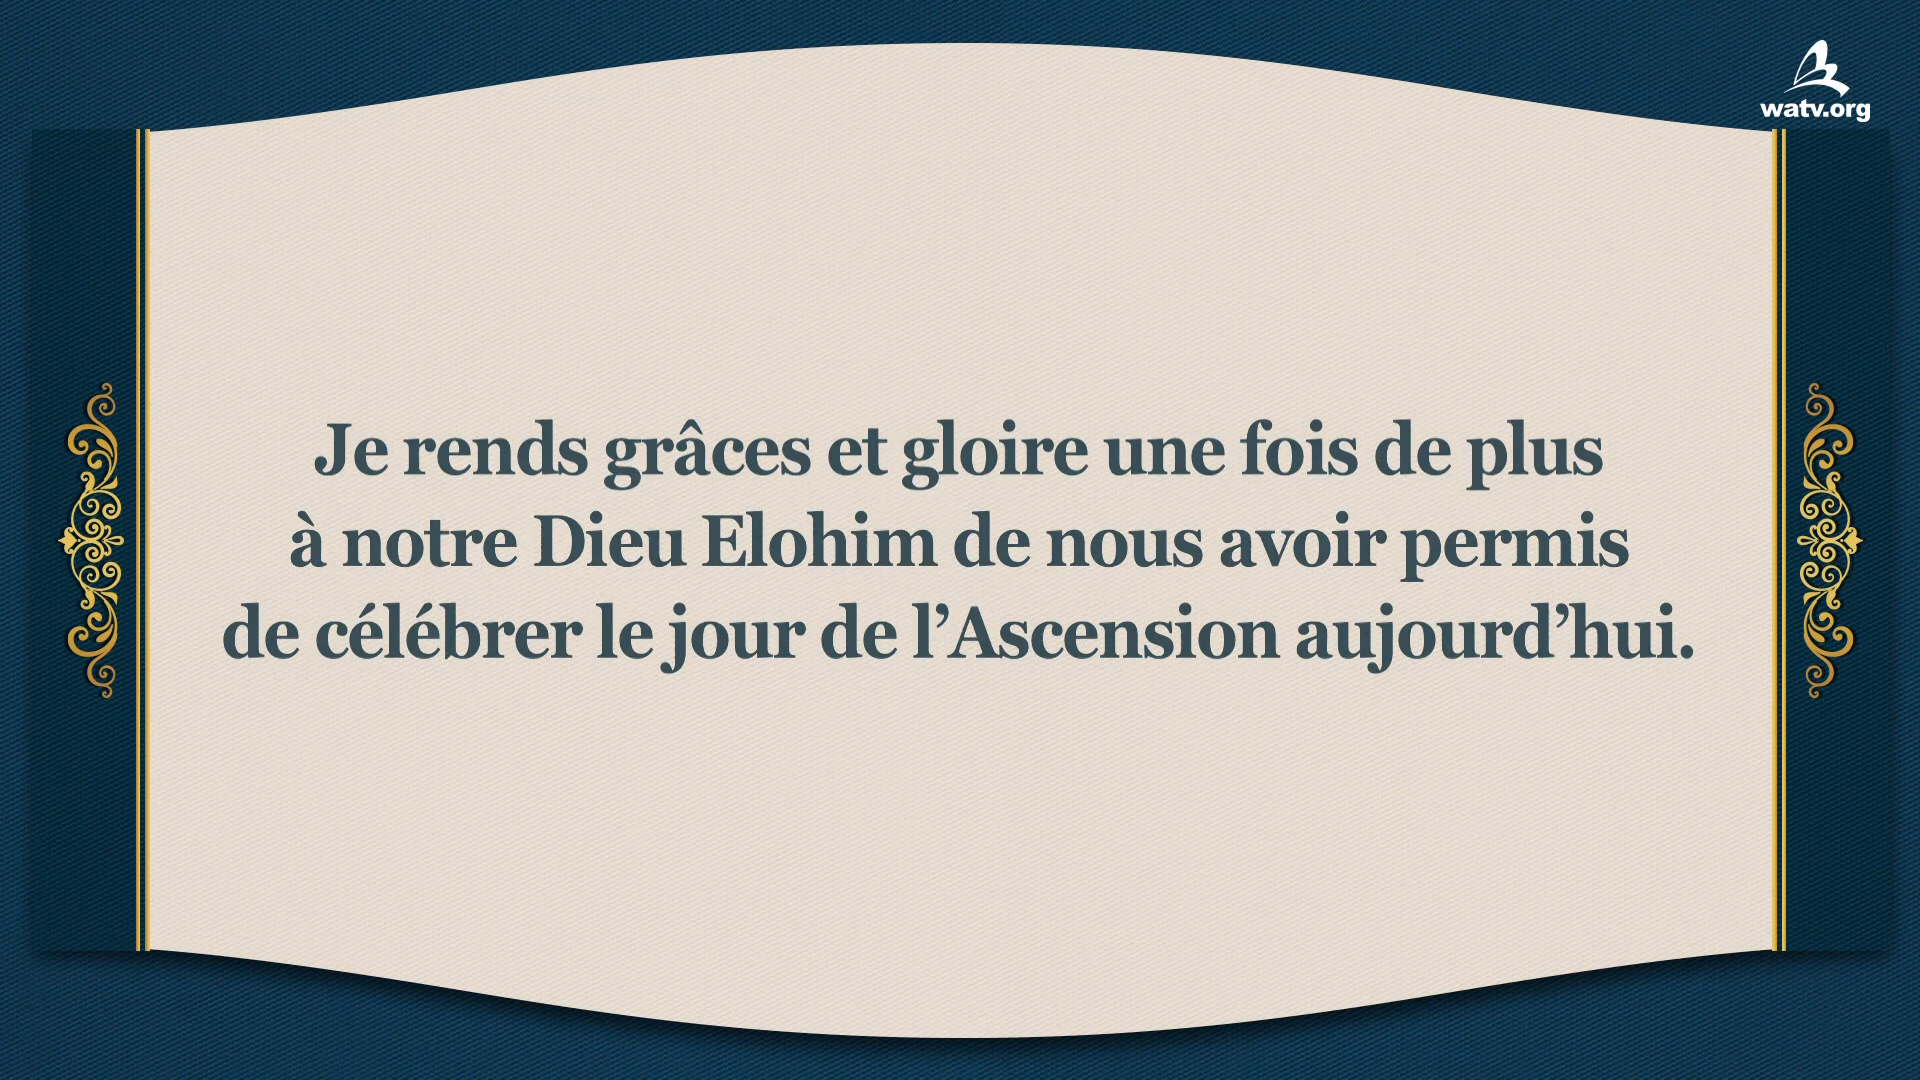 watv.org
Je rends grâces et gloire une fois de plus
à notre Dieu Elohim de nous avoir permis
de célébrer le jour de l’Ascension aujourd’hui.